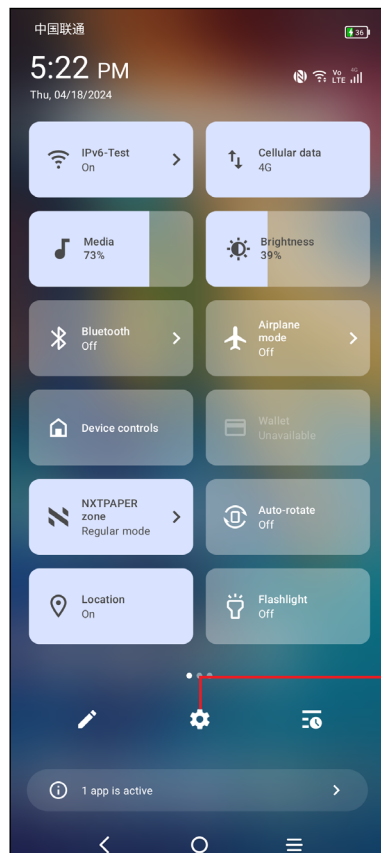 中国联通
36
5:22 PM
Vo
LTE
4G
Thu, 04/18/2024
IPv6-Test
On
Cellular data
4G
Media
73%
Brightness
39%
Bluetooth
Off
Airplane
mode
Off
Device controls
Wallet
Unavailable
NXTPAPER
zone
Regular mode
Auto-rotate
Off
Location
On
Flashlight
Off
1 app is active